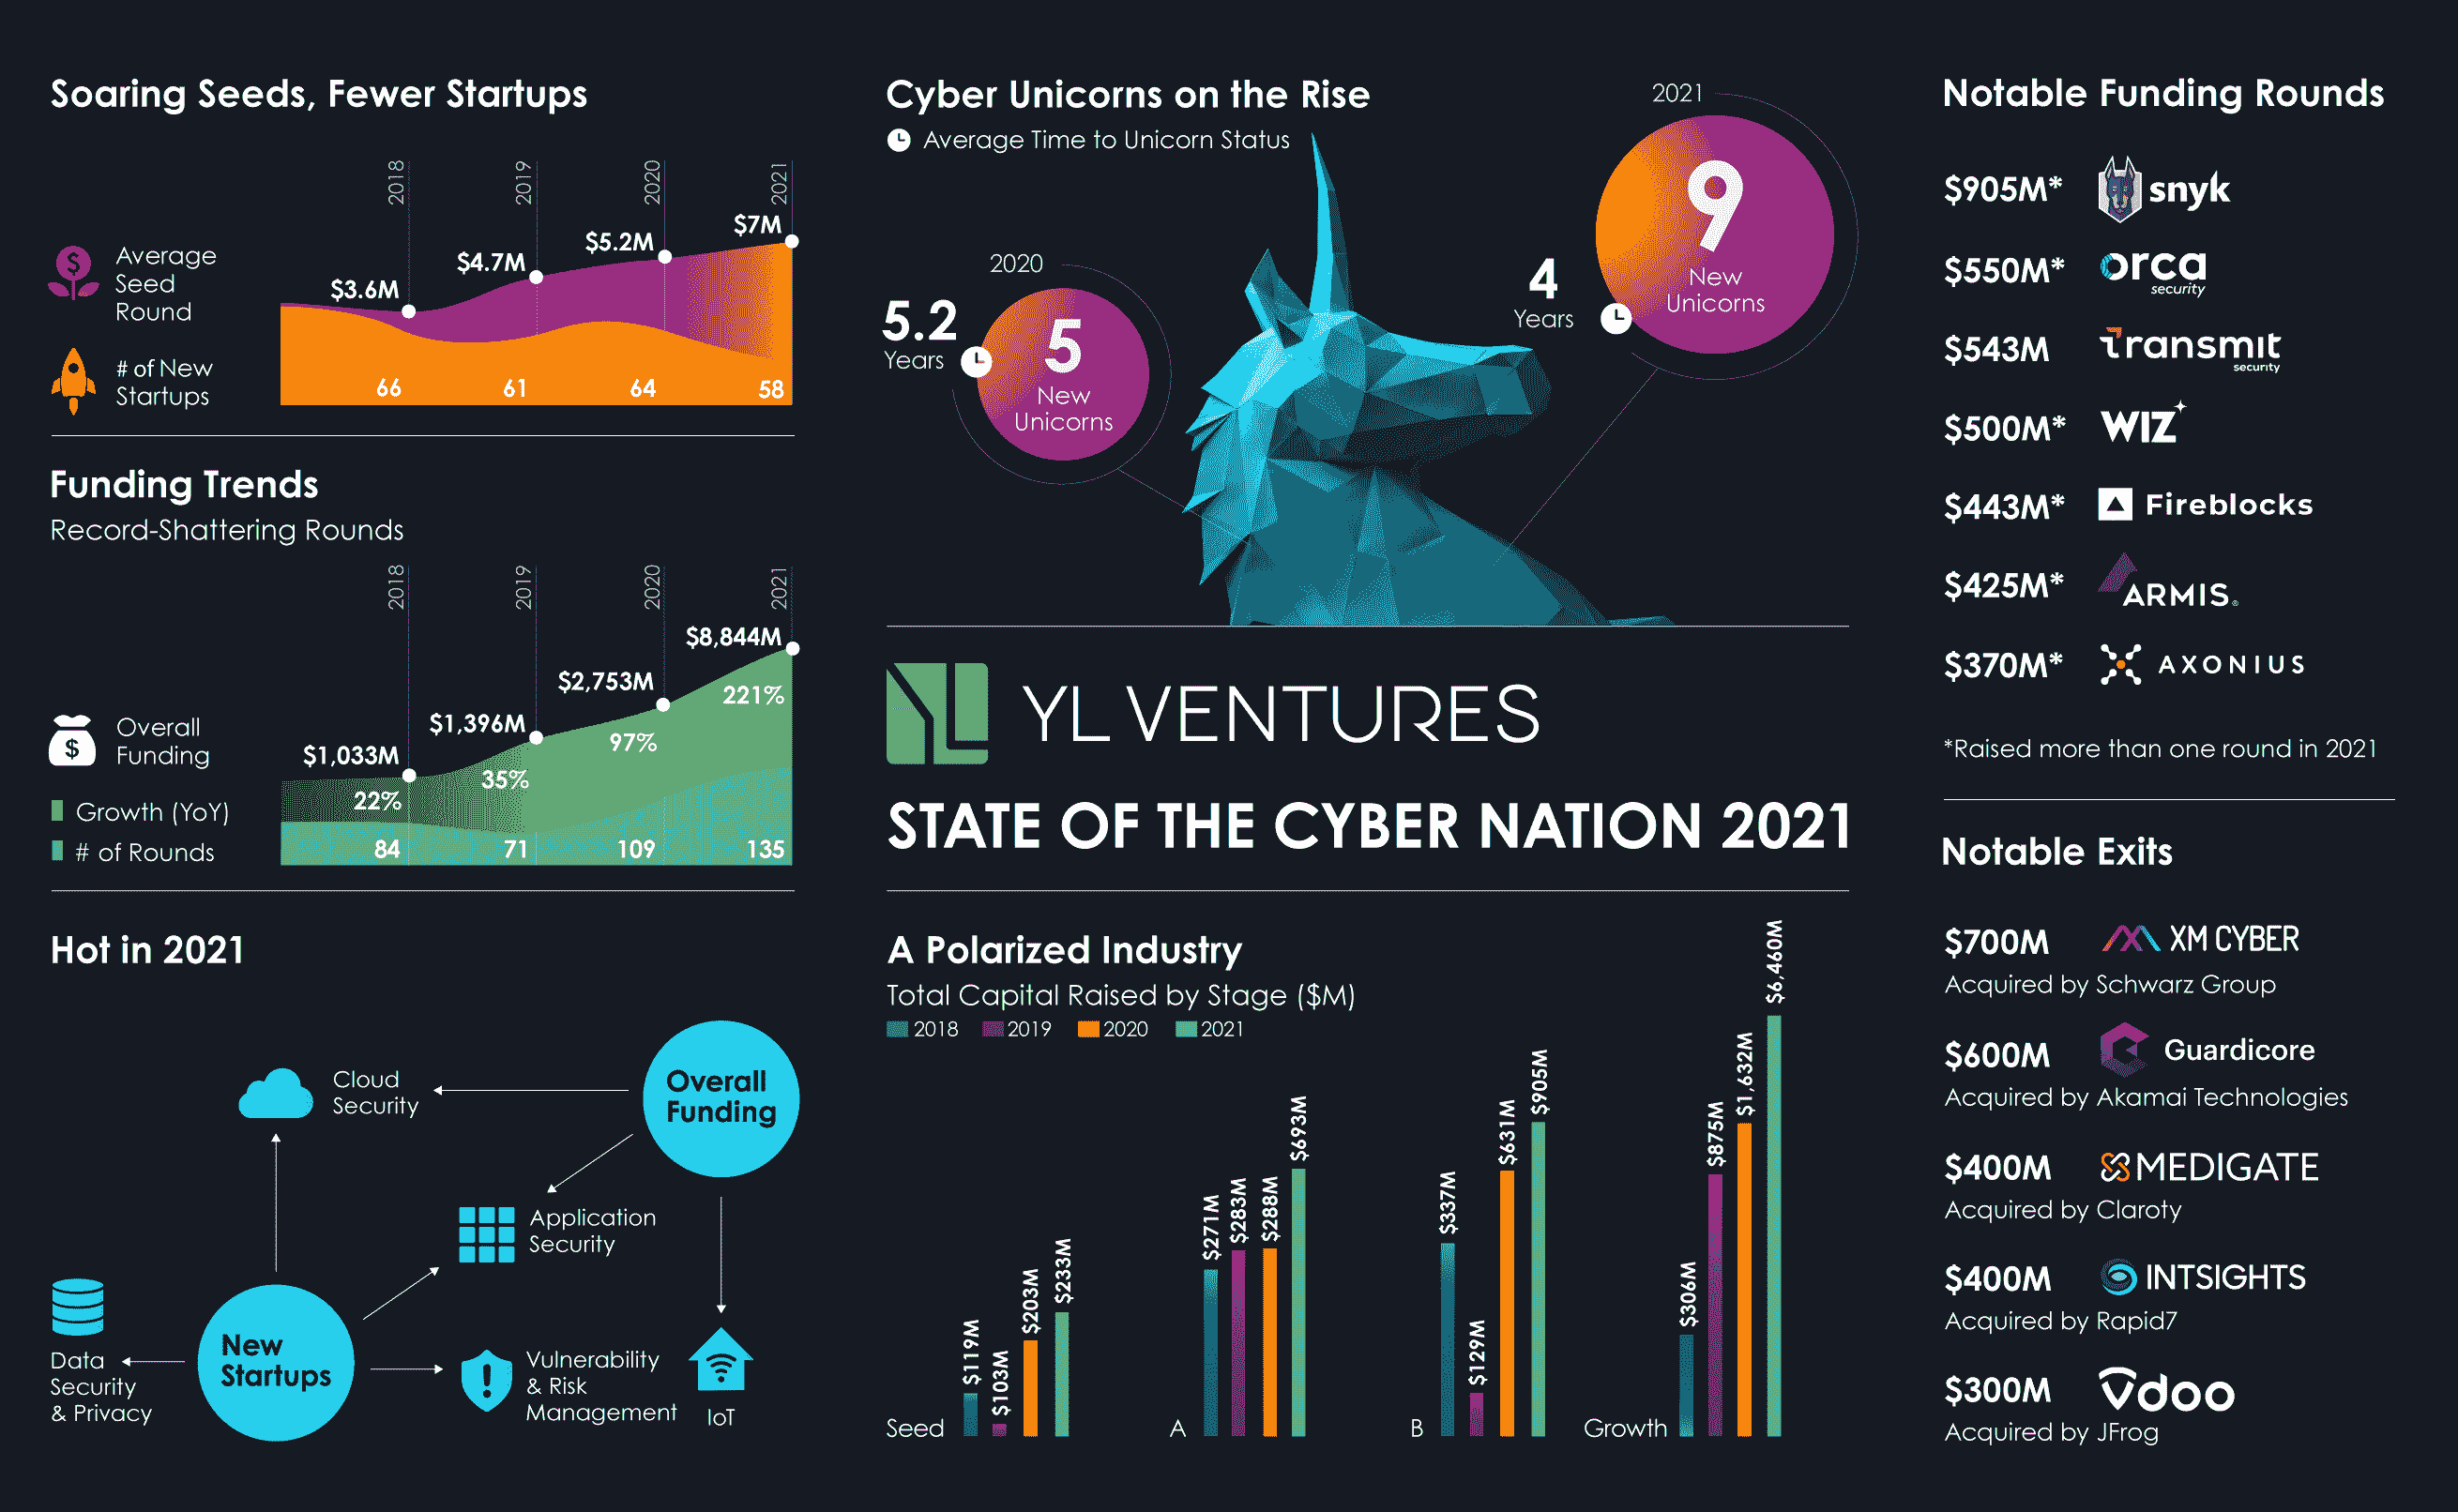 Soaring Seeds, Fewer Startups
2018
2019
2020
2021
Average
Seed
Round
$3.6M
$4.7M
$5.2M
$7M
# of New
Startups
66
61
64
58
Funding Trends
Record-Shattering Rounds
2018
2019
2020
2021
Overall
Funding
$1,033M
$1,396M
$2,753M
$8,844M
Growth (YoY)
22%
35%
97%
221%
# of Rounds
84
71
109
135
Hot in 2021
Overall
Funding
Cloud
Security
Application
Security
New
Startups
Data
Security
& Privacy
Vulnerability
& Risk
Management
IoT
Cyber Unicorns on the Rise
Average Time to Unicorn Status
2020
5.2
Years
5
New
Unicorns
2021
4
Years
9
New
Unicorns
YL VENTURES
STATE OF THE CYBER NATION 2021
A Polarized Industry
Total Capital Raised by Stage ($M)
2018
2019
2020
2021
Seed
$119M
$103M
$203M
$233M
A
$271M
$283M
$288M
$693M
B
$337M
$129M
$631M
$905M
Growth
$306M
$875M
$1,632M
$6,460M
Notable Funding Rounds
$905M* snyk
$550M* orca
security
$543M Transmit
security
$500M* WIZ
$443M* Fireblocks
$425M* ARMIS®
$370M* AXONIUS
*Raised more than one round in 2021
Notable Exits
$700M XM CYBER
Acquired by Schwarz Group
$600M Guardicore
Acquired by Akamai Technologies
$400M MEDIGATE
Acquired by Claroty
$400M INTSIGHTS
Acquired by Rapid7
$300M Vdoo
Acquired by JFrog